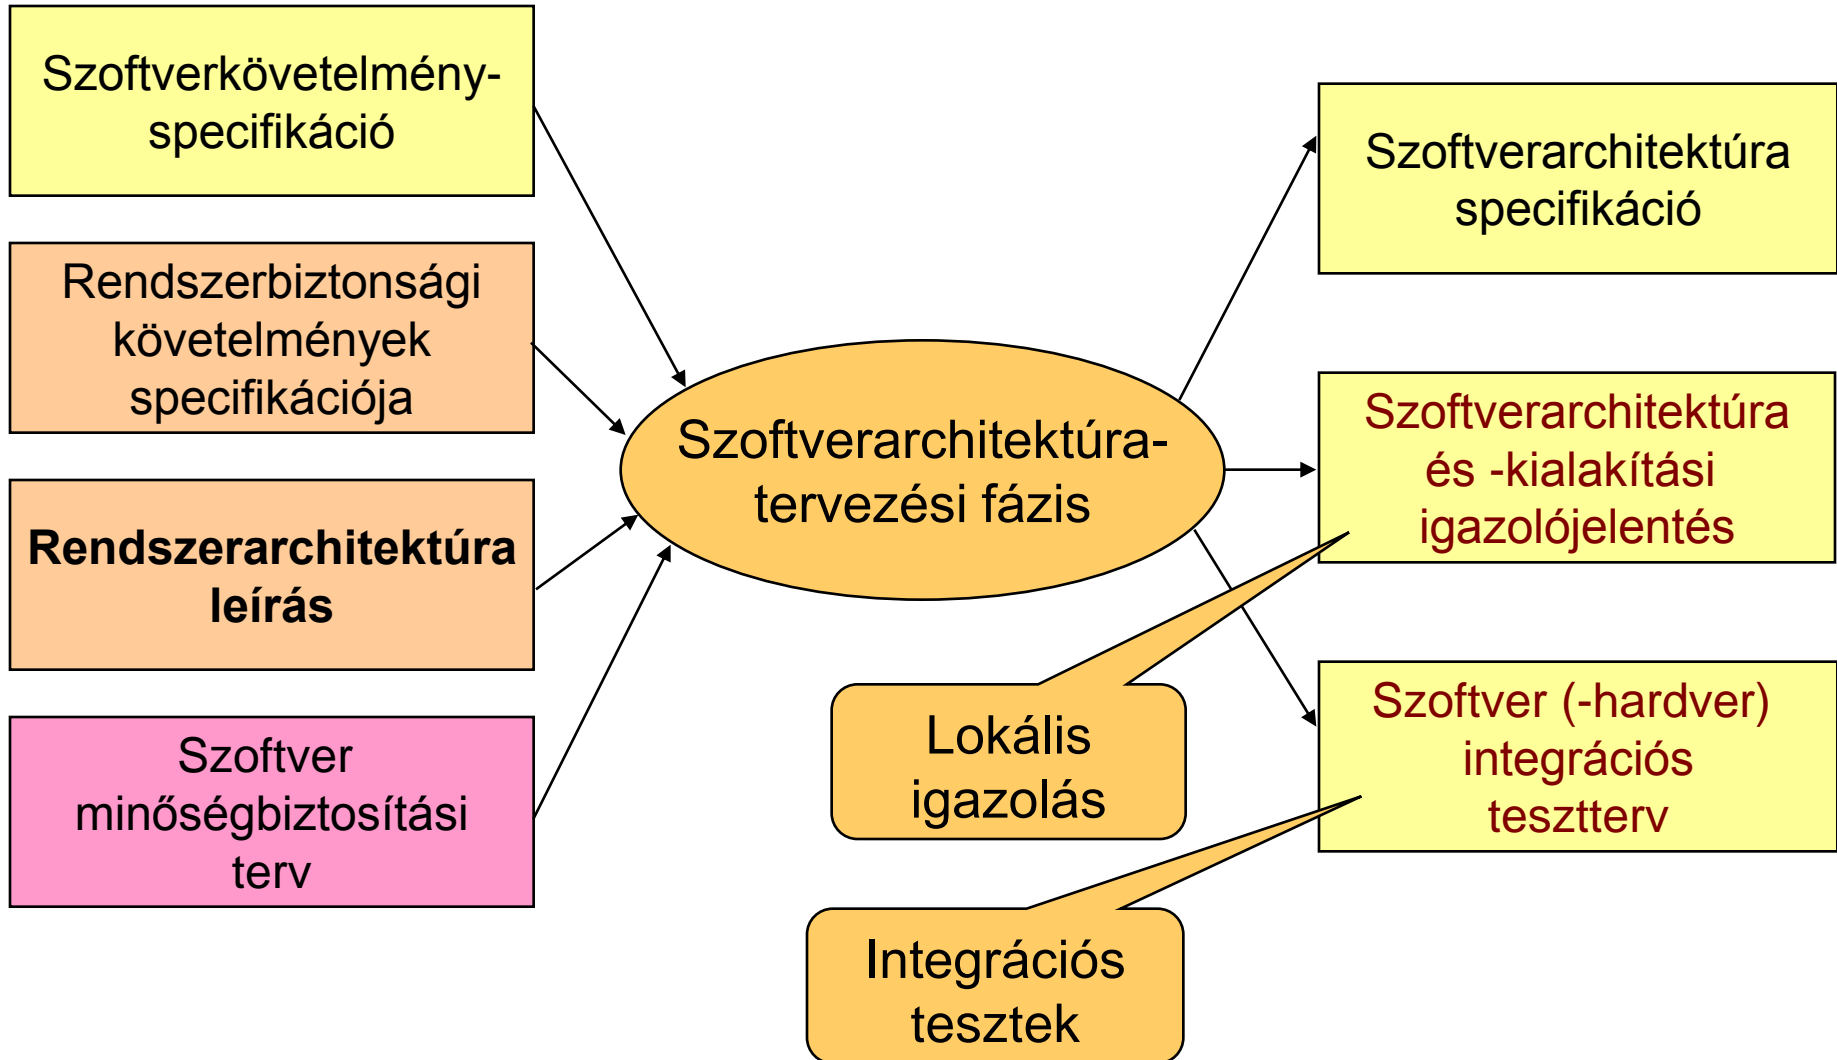 Szoftverkövetelmény-
specifikáció
Rendszerbiztonsági
követelmények
specifikációja
Rendszerarchitektúra
leírás
Szoftver
minőségbiztosítási
terv
Szoftverarchitektúra-
tervezési fázis
Szoftverarchitektúra
specifikáció
Szoftverarchitektúra
és -kialakítási
igazolójelentés
Szoftver (-hardver)
integrációs
tesztterv
Lokális
igazolás
Integrációs
tesztek